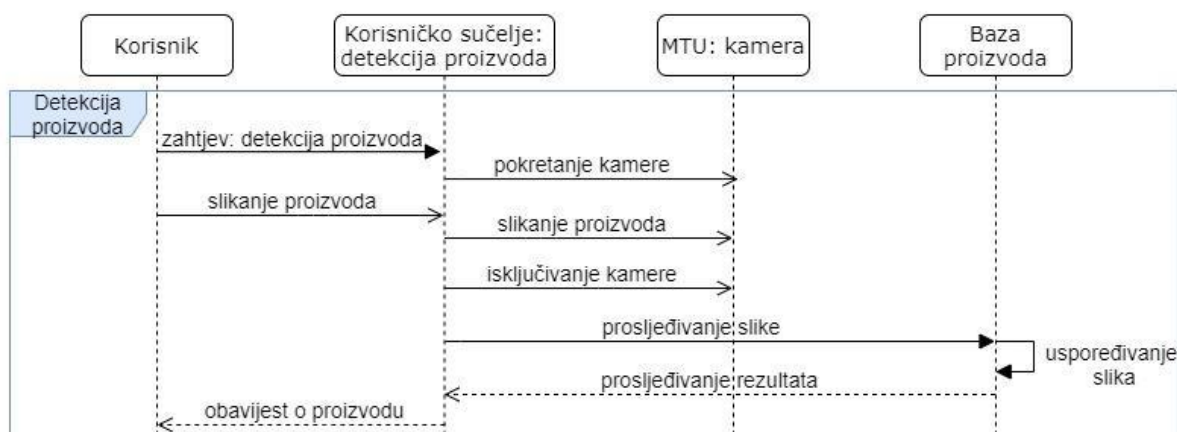 Korisnik
Korisničko sučelje:
detekcija proizvoda
MTU: kamera
Baza
proizvoda
Detekcija
proizvoda
zahtjev: detekcija proizvoda
pokretanje kamere
slikanje proizvoda
slikanje proizvoda
isključivanje kamere
prosljeđivanje slike
uspoređivanje
slika
prosljeđivanje rezultata
obavijest o proizvodu